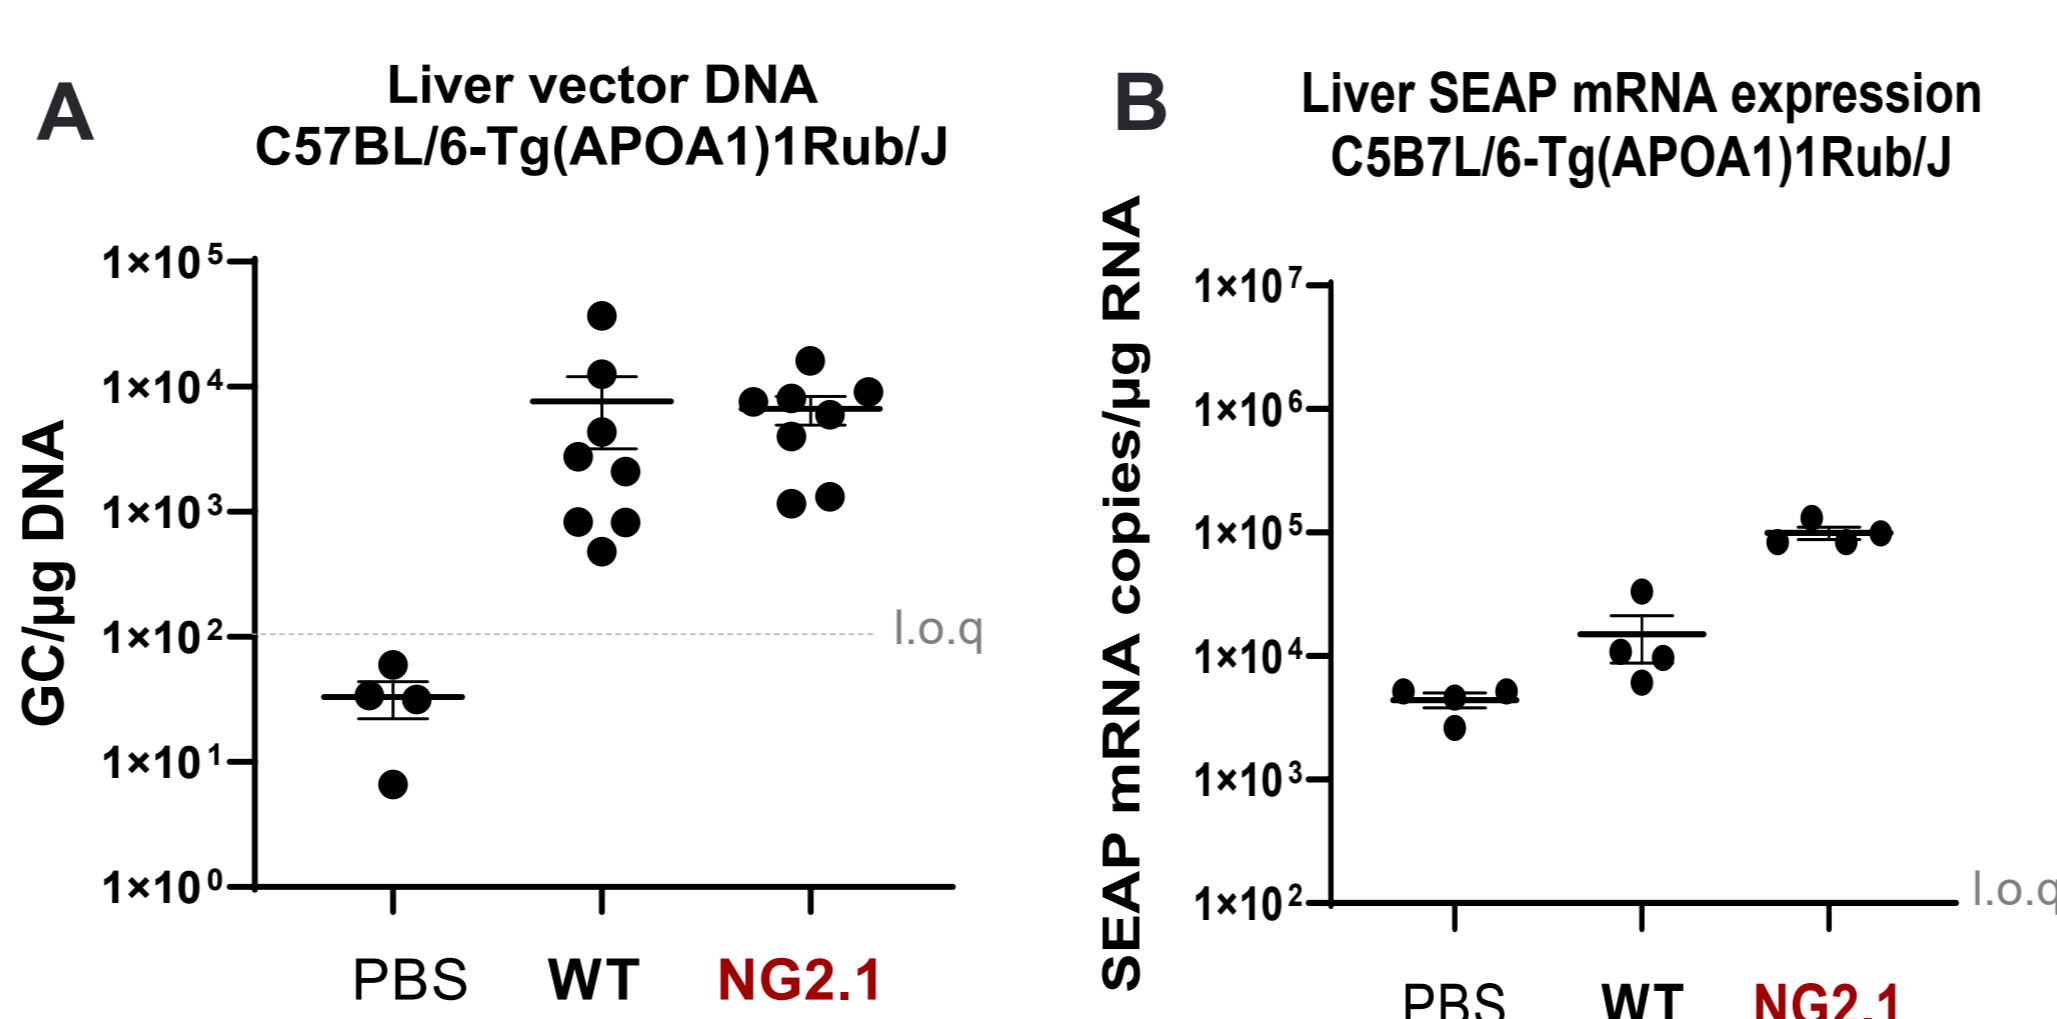 A
Liver vector DNA
C57BL/6-Tg(APOA1)1Rub/J
GC/µg DNA
1×10⁵
1×10⁴
1×10³
1×10²
1×10¹
1×10⁰
l.o.q
PBS WT NG2.1
B
Liver SEAP mRNA expression
C5B7L/6-Tg(APOA1)1Rub/J
SEAP mRNA copies/µg RNA
1×10⁷
1×10⁶
1×10⁵
1×10⁴
1×10³
1×10²
l.o.q
PBS WT NG2.1